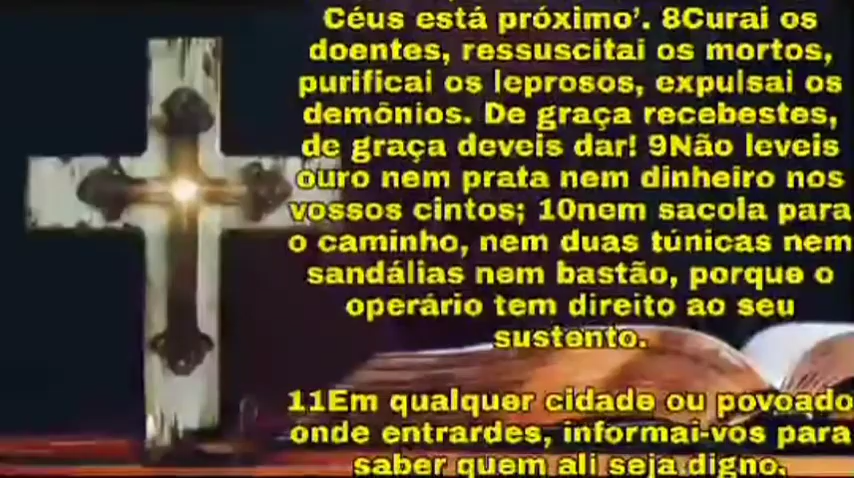 Céus está próximo’. 8Curai os
doentes, ressuscitai os mortos,
purificai os leprosos, expulsai os
demônios. De graça recebestes,
de graça deveis dar! 9Não leveis
ouro nem prata nem dinheiro nos
vossos cintos; 10nem sacola para
o caminho, nem duas túnicas nem
sandálias nem bastão, porque o
operário tem direito ao seu
sustento.
11Em qualquer cidade ou povoado
onde entrardes, informai-vos para
saber quem ali seja digno.